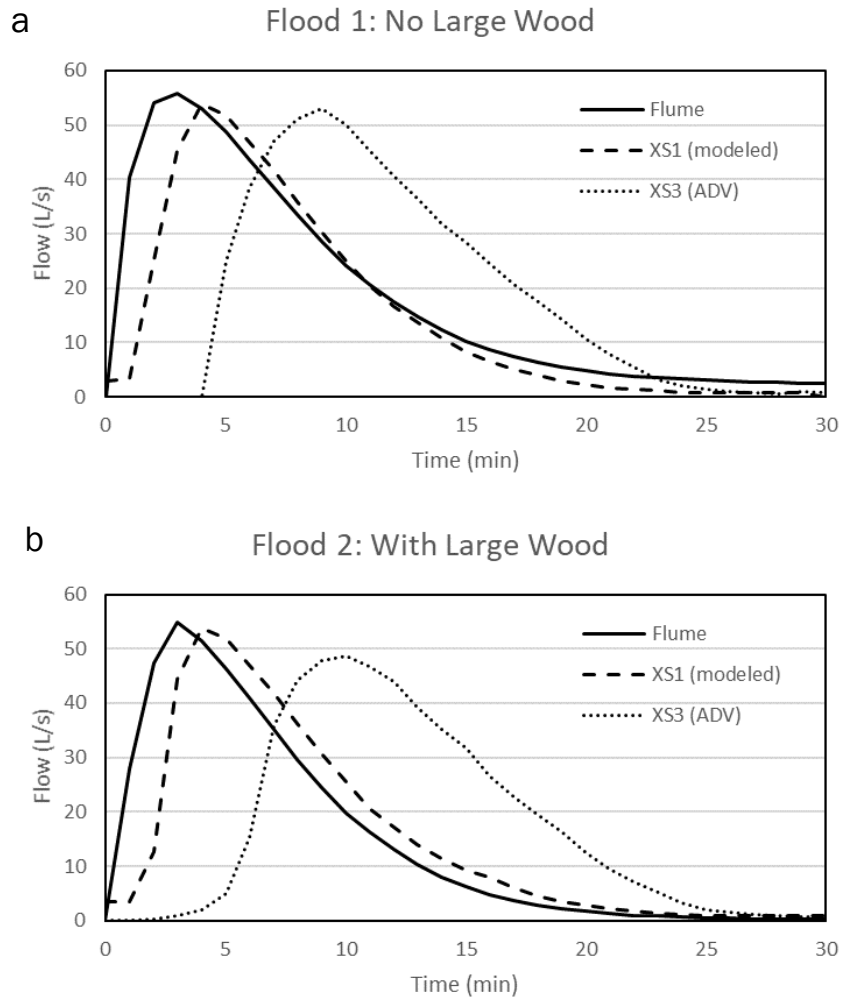 a
Flood 1: No Large Wood
60
50
40
30
20
10
0
Flow (L/s)
Flume
XS1 (modeled)
XS3 (ADV)
0 5 10 15 20 25 30
Time (min)
b
Flood 2: With Large Wood
60
50
40
30
20
10
0
Flow (L/s)
Flume
XS1 (modeled)
XS3 (ADV)
0 5 10 15 20 25 30
Time (min)